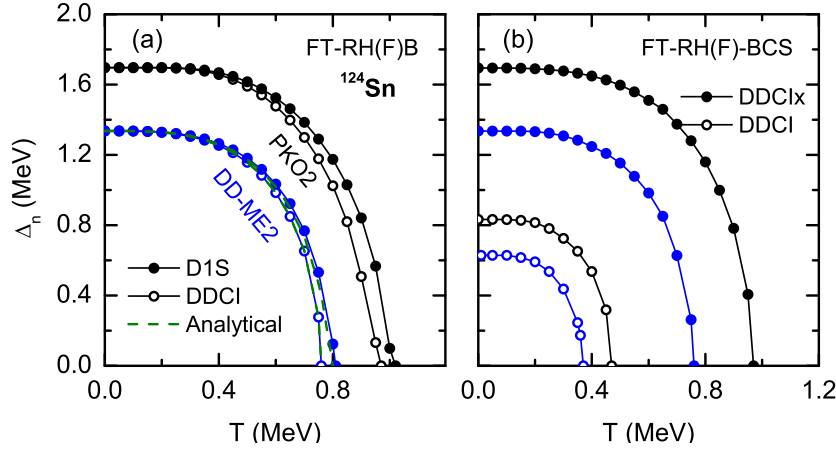 (a)
FT-RH(F)B
¹²⁴Sn
PKO2
DD-ME2
D1S
DDCI
Analytical
2.0
1.6
1.2
0.8
0.4
0.0
Δn (MeV)
0.0 0.4 0.8
T (MeV)
(b)
FT-RH(F)-BCS
DDCIx
DDCI
0.0 0.4 0.8 1.2
T (MeV)